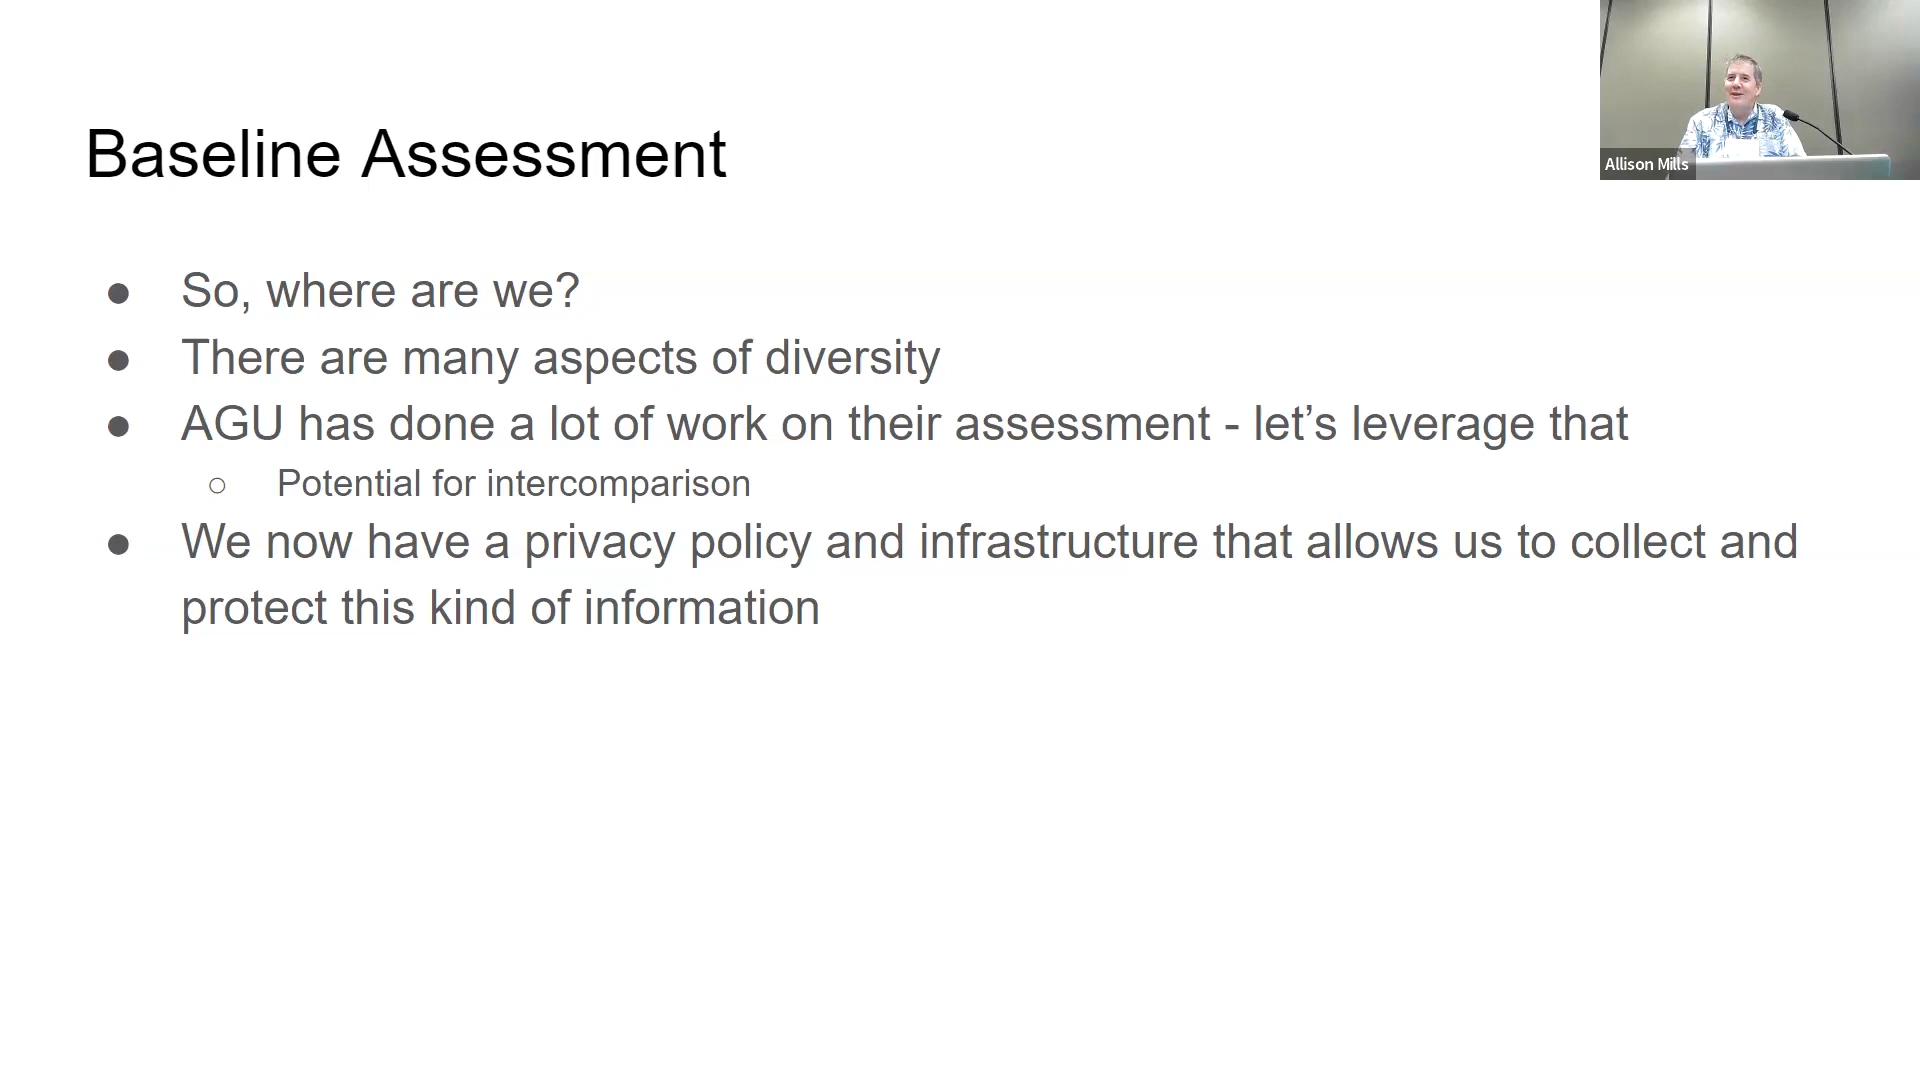 Baseline Assessment
● So, where are we?
● There are many aspects of diversity
● AGU has done a lot of work on their assessment - let’s leverage that
○ Potential for intercomparison
● We now have a privacy policy and infrastructure that allows us to collect and
protect this kind of information
Allison Mills